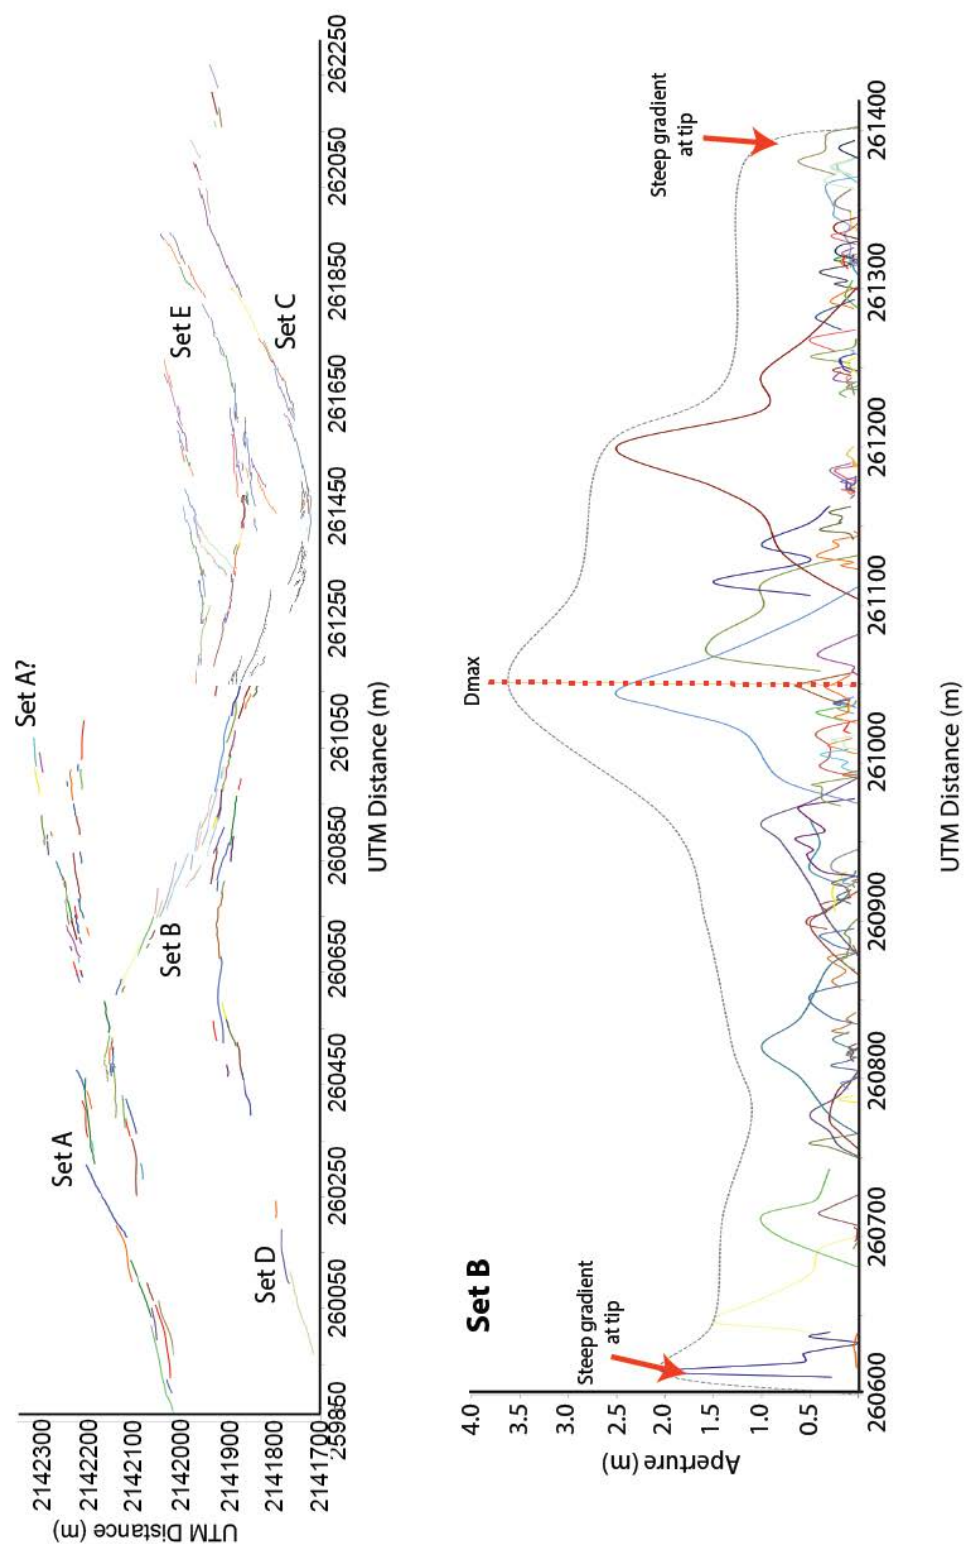 Set A?
Set A
Set B
Set E
Set C
Set D
UTM Distance (m)
2142300
2142200
2142100
2142000
2141900
2141800
2141700
259850
260050
260250
260450
260650
260850
261050
261250
261450
261650
261850
262050
262250
UTM Distance (m)
Set B
Steep gradient
at tip
Dmax
Steep gradient
at tip
Aperture (m)
4.0
3.5
3.0
2.5
2.0
1.5
1.0
0.5
260600
260700
260800
260900
261000
261100
261200
261300
261400
UTM Distance (m)